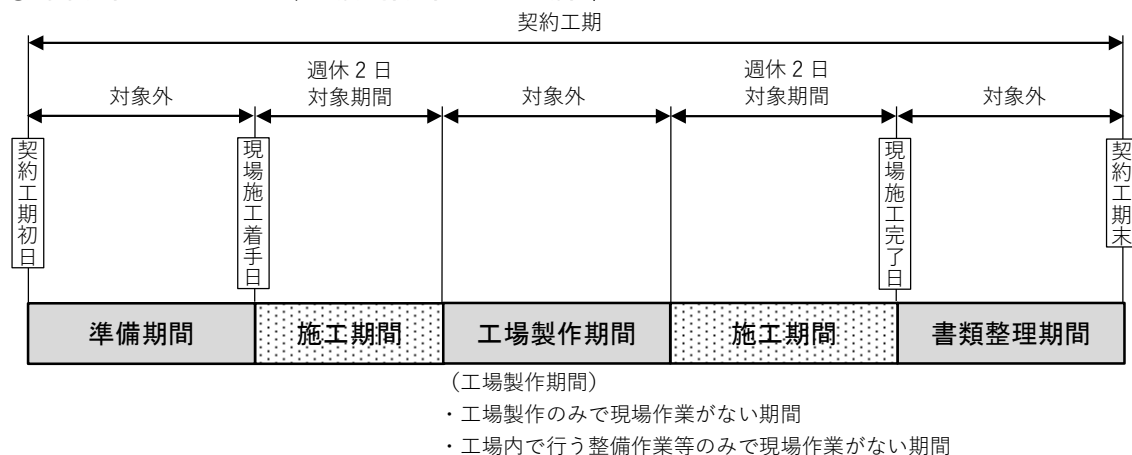 契約工期
対象外
週休２日
対象期間
対象外
週休２日
対象期間
対象外
契約工期初日
現場施工着手日
現場施工完了日
契約工期末
準備期間
施工期間
工場製作期間
施工期間
書類整理期間
（工場製作期間）
・工場製作のみで現場作業がない期間
・工場内で行う整備作業等のみで現場作業がない期間